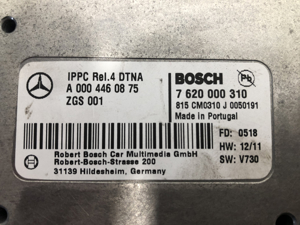 IPPC Rel.4 DTNA
A 000 446 08 75
ZGS 001
BOSCH
7 620 000 310
815 CM0310 J 0050191
Made in Portugal
FD: 0518
HW: 12/11
SW: V730
Robert Bosch Car Multimedia GmbH
Robert-Bosch-Strasse 200
31139 Hildesheim, Germany
Pb